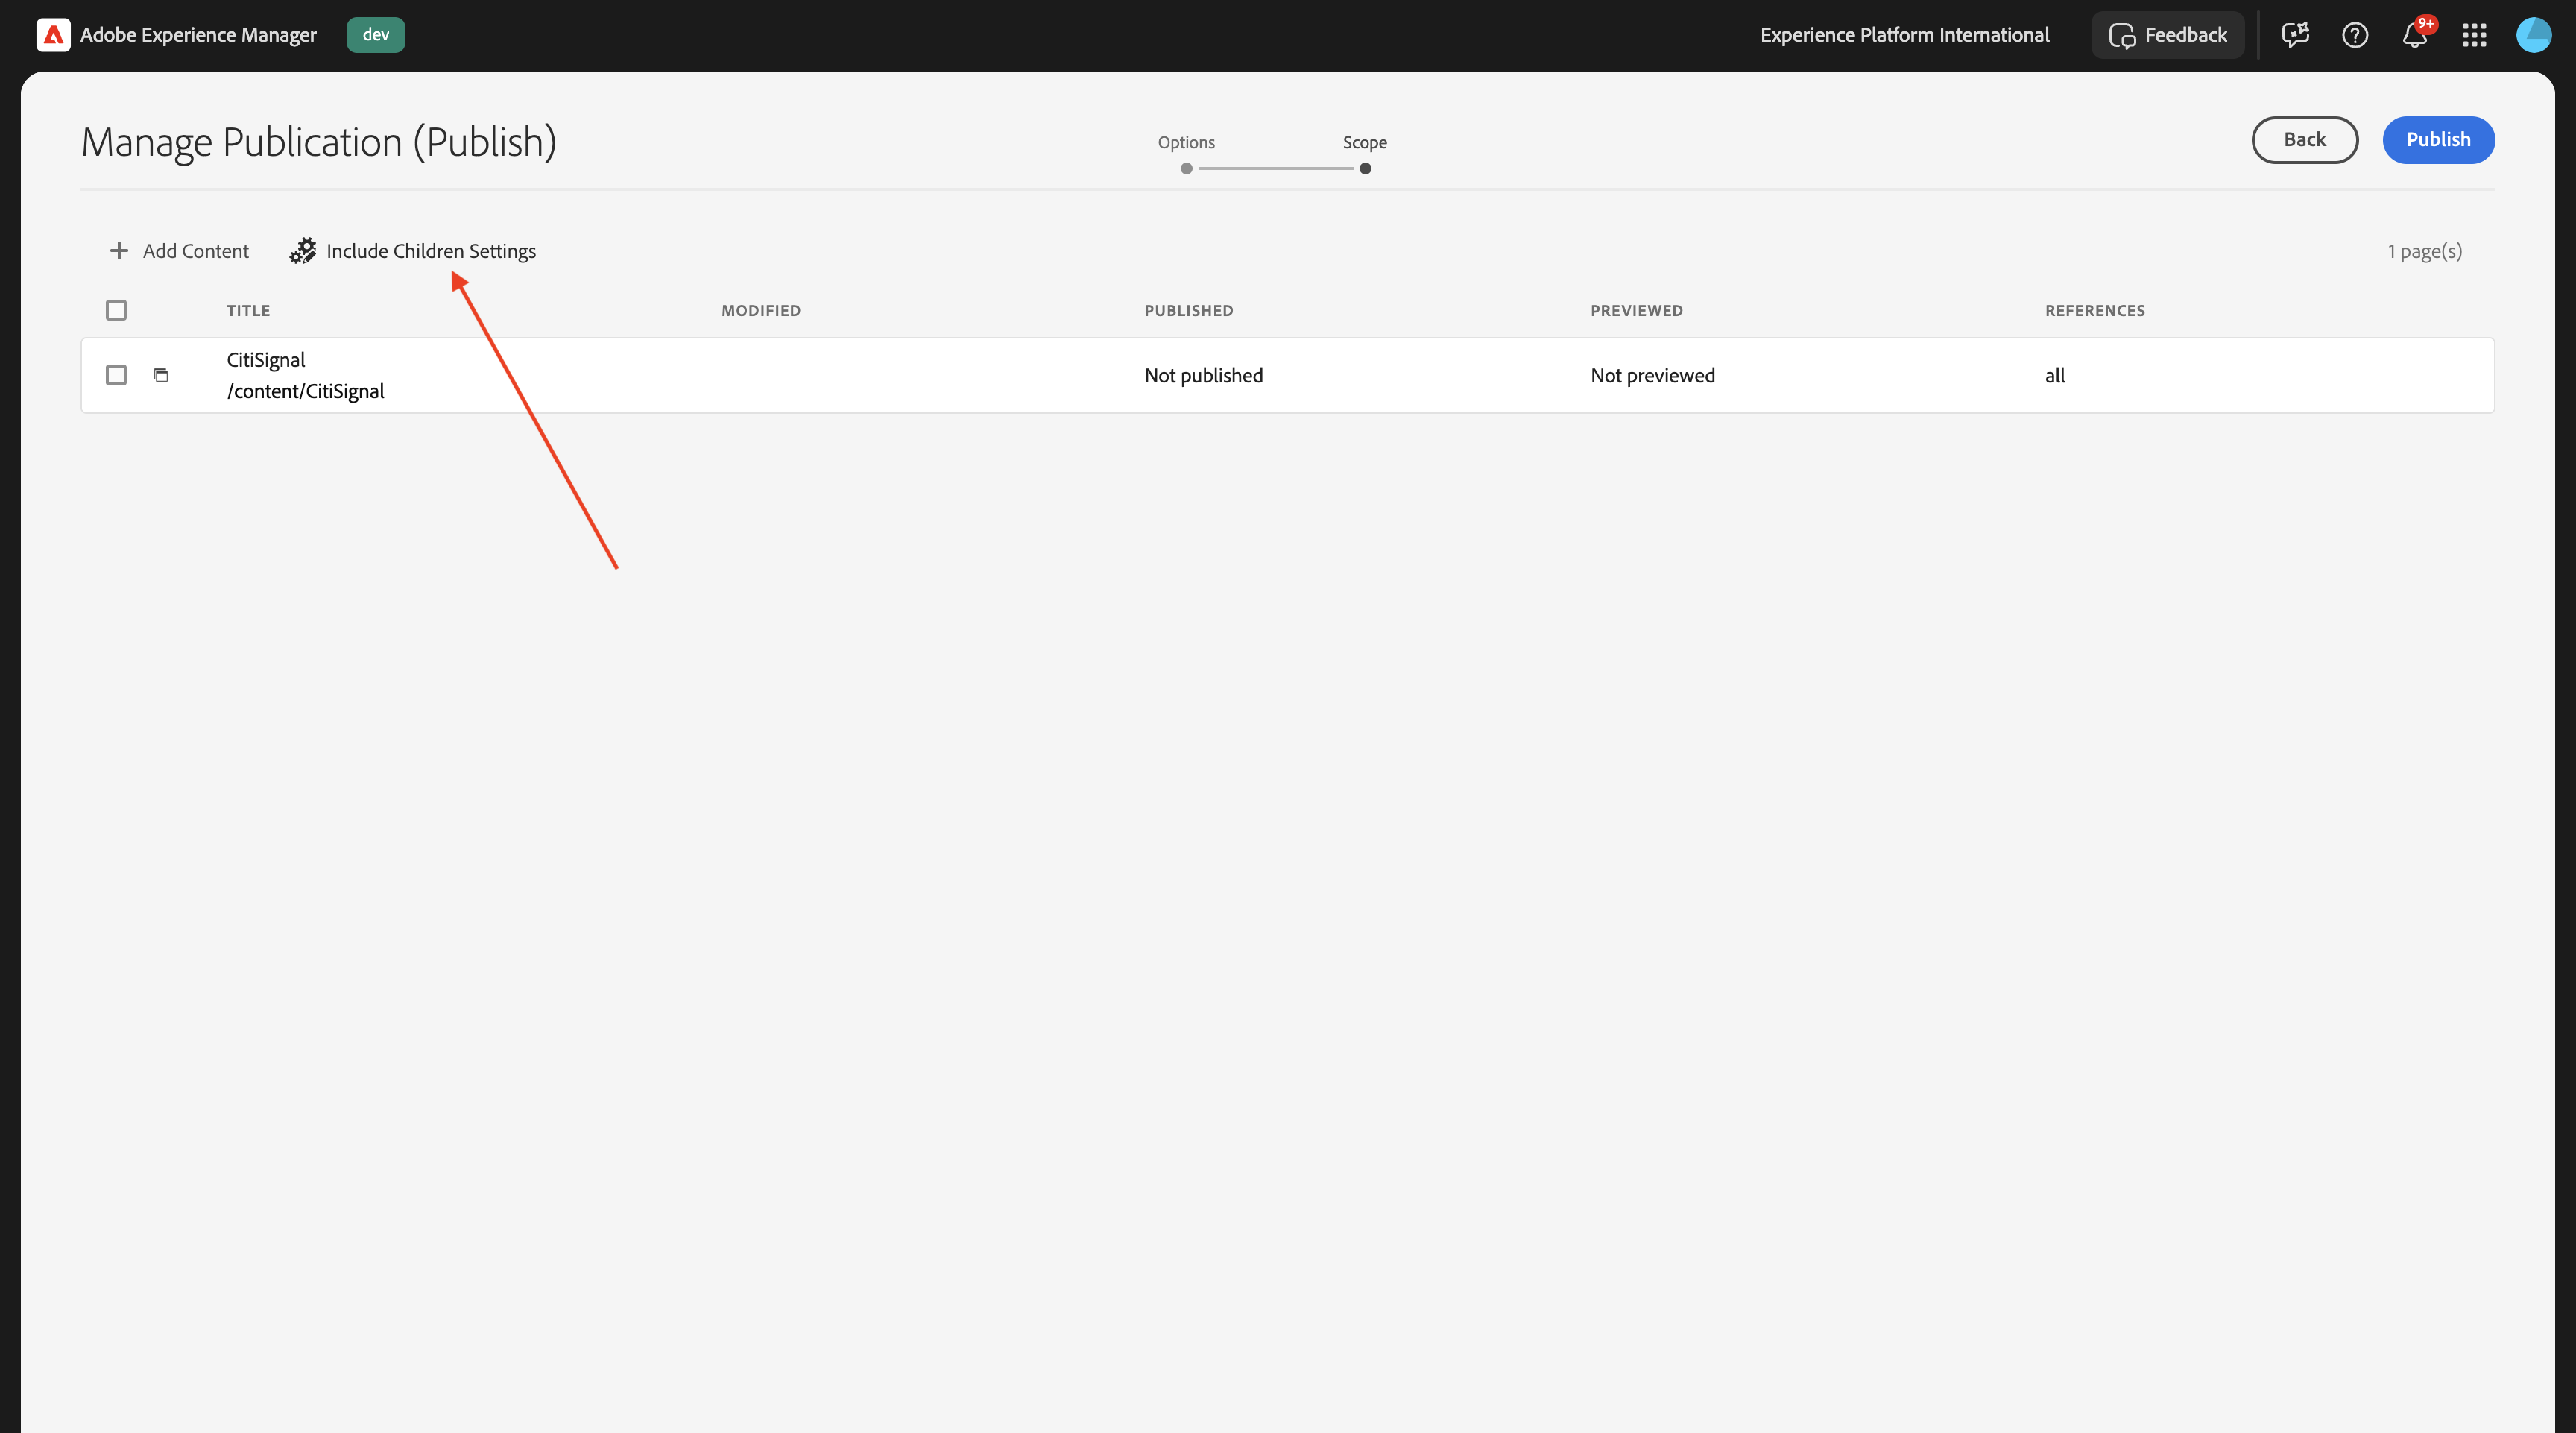 Adobe Experience Manager dev Experience Platform International Feedback 9+
Manage Publication (Publish)
Options Scope
Back Publish
Add Content Include Children Settings 1 page(s)
TITLE MODIFIED PUBLISHED PREVIEWED REFERENCES
CitiSignal
/content/CitiSignal
Not published Not previewed all